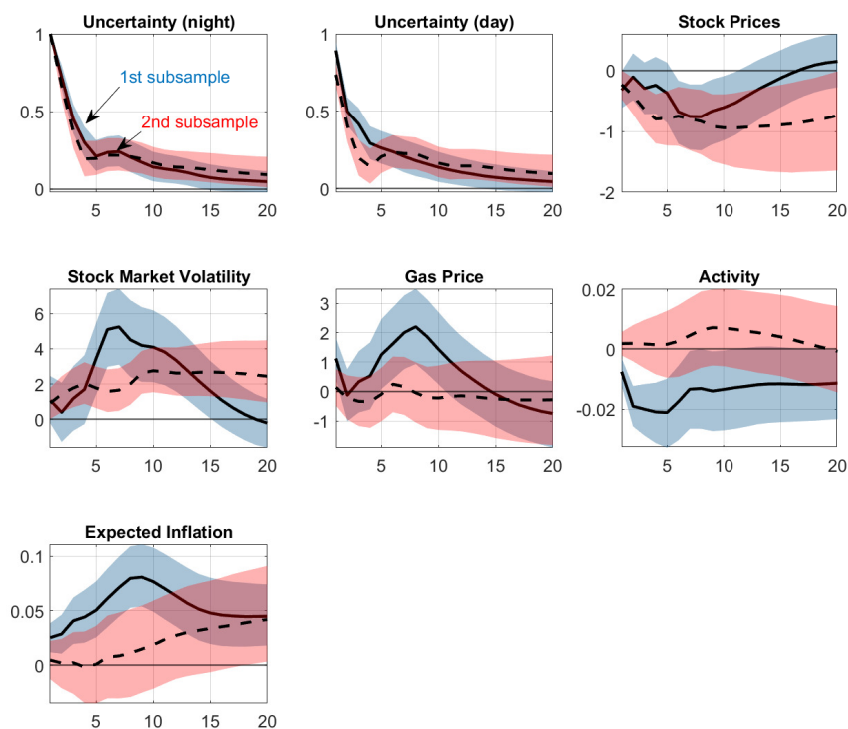 Uncertainty (night)
1
0.5
0
5 10 15 20
1st subsample
2nd subsample
Uncertainty (day)
1
0.5
0
5 10 15 20
Stock Prices
0
-1
-2
5 10 15 20
Stock Market Volatility
6
4
2
0
5 10 15 20
Gas Price
3
2
1
0
-1
5 10 15 20
Activity
0.02
0
-0.02
5 10 15 20
Expected Inflation
0.1
0.05
0
5 10 15 20